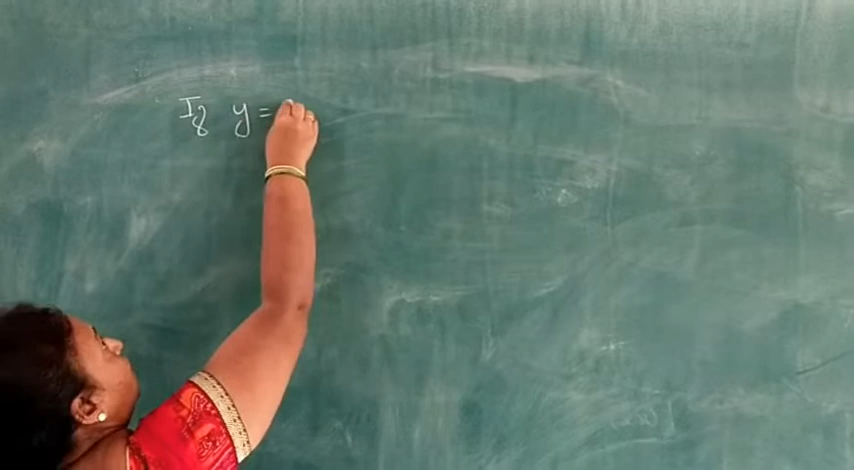 If y =